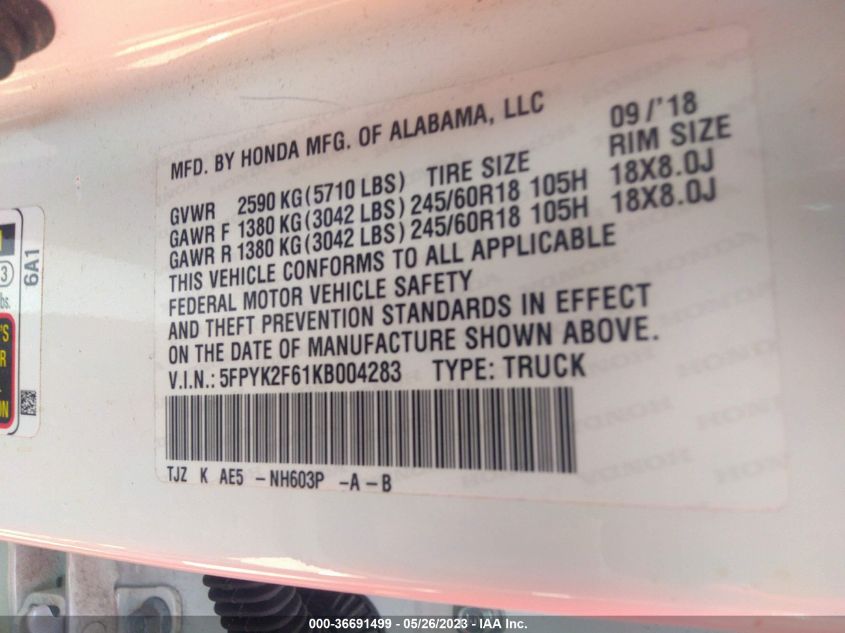 MFD. BY HONDA MFG. OF ALABAMA, LLC 09/'18
GVWR 2590 KG(5710 LBS) TIRE SIZE RIM SIZE
GAWR F 1380 KG(3042 LBS) 245/60R18 105H 18X8.0J
GAWR R 1380 KG(3042 LBS) 245/60R18 105H 18X8.0J
THIS VEHICLE CONFORMS TO ALL APPLICABLE
FEDERAL MOTOR VEHICLE SAFETY
AND THEFT PREVENTION STANDARDS IN EFFECT
ON THE DATE OF MANUFACTURE SHOWN ABOVE.
V.I.N.: 5FPYK2F61KB004283 TYPE: TRUCK
TJZ K AE5 -NH603P -A-B
6A1
3
lbs.
000-36691499 - 05/26/2023 - IAA Inc.